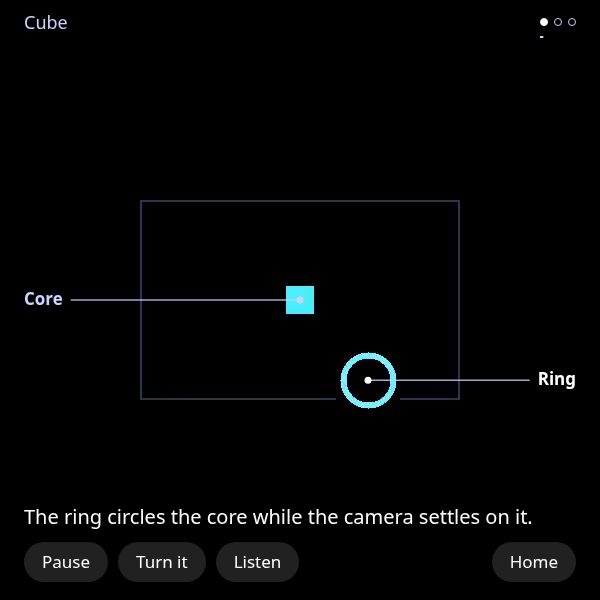 Cube
Core
Ring
The ring circles the core while the camera settles on it.
Pause
Turn it
Listen
Home